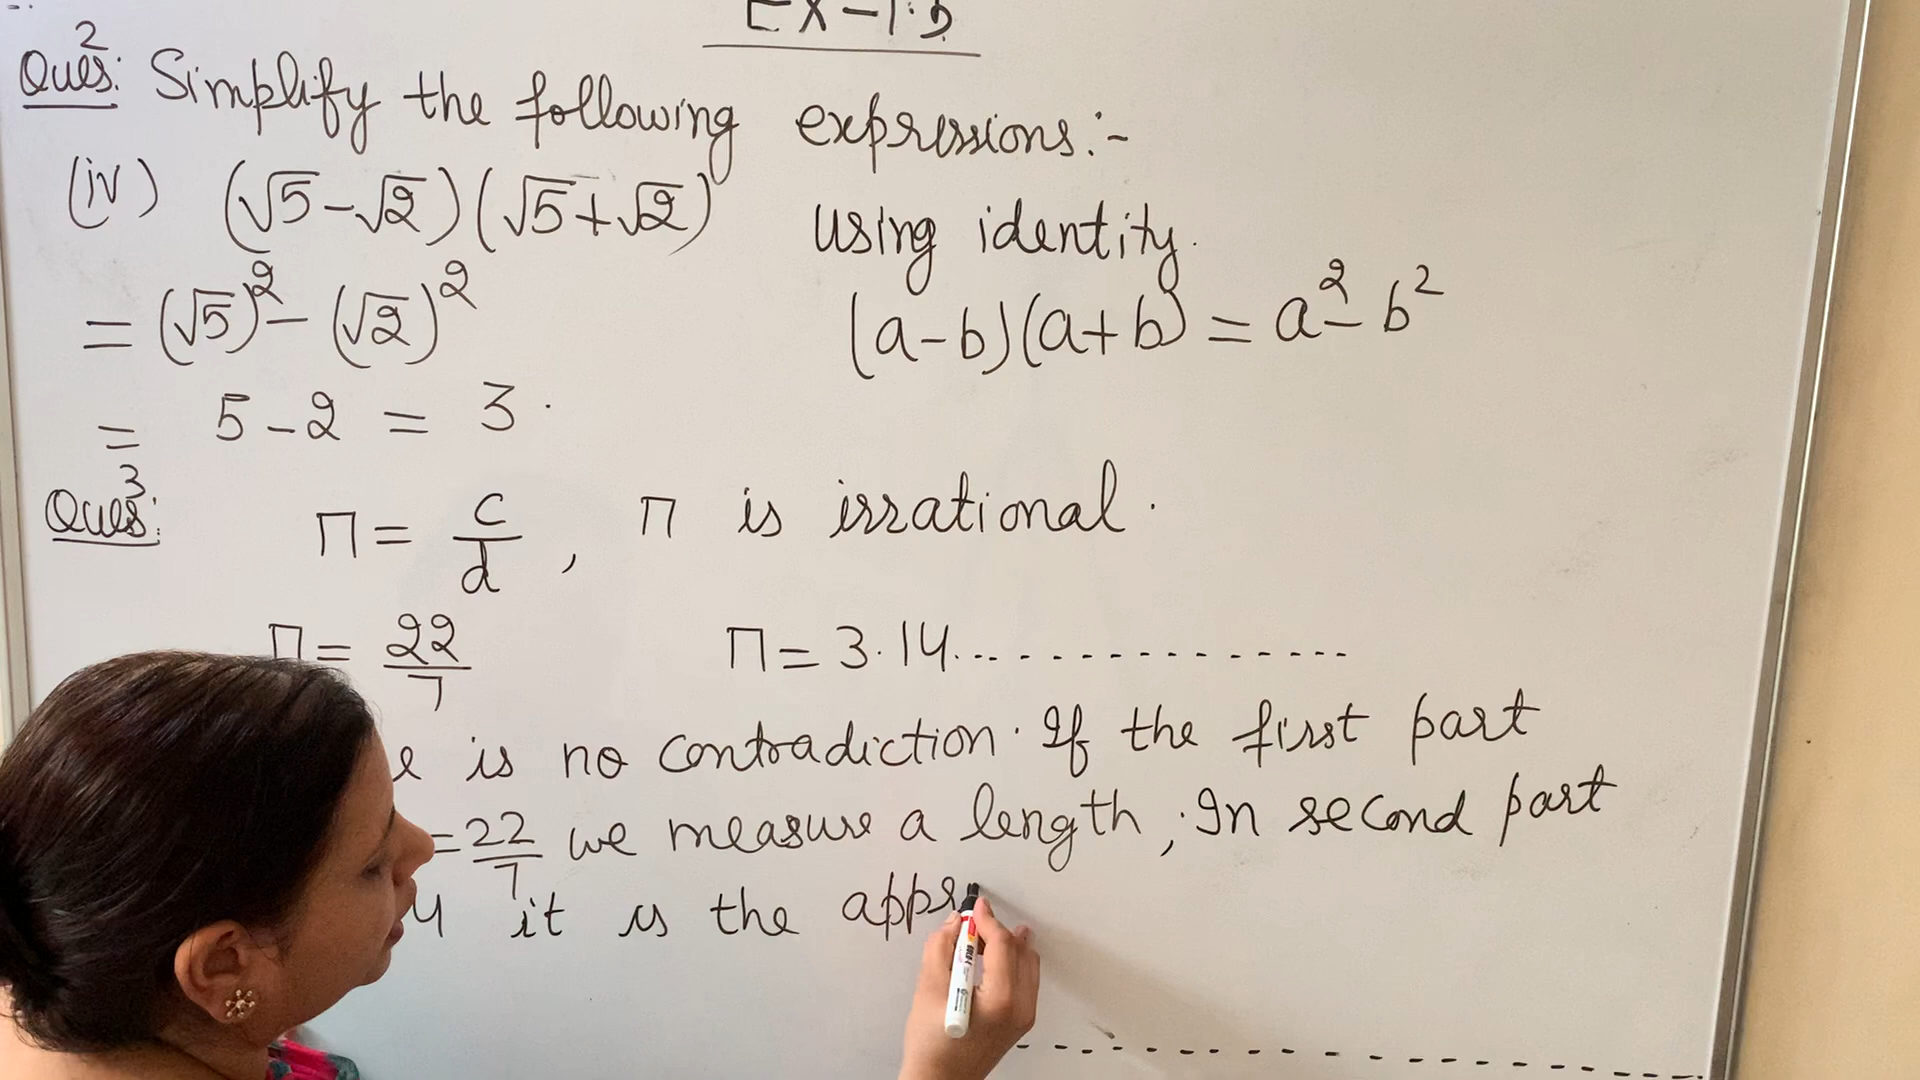 Ex-1.5
Ques:2 Simplify the following expressions:-
(iv) (√5-√2)(√5+√2) using identity.
= (√5)²- (√2)² (a-b)(a+b) = a²- b²
= 5-2 = 3.
Ques:3 π = c/d, π is irrational.
π = 22/7 π = 3.14...................
is no contradiction. If the first part
= 22/7 we measure a length, In second part
4 it is the appr